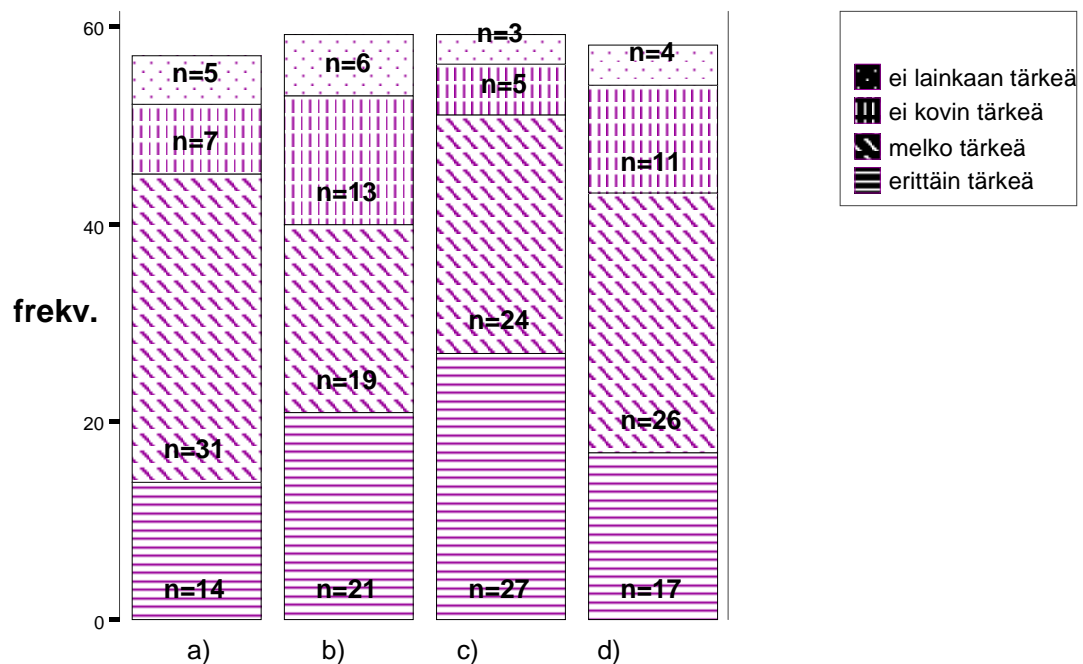 60
n=5
n=6
n=3
n=4
n=7
n=13
n=5
n=11
40
frekv.
n=31
n=19
n=24
n=26
20
n=14
n=21
n=27
n=17
0
a)
b)
c)
d)
ei lainkaan tärkeä
ei kovin tärkeä
melko tärkeä
erittäin tärkeä